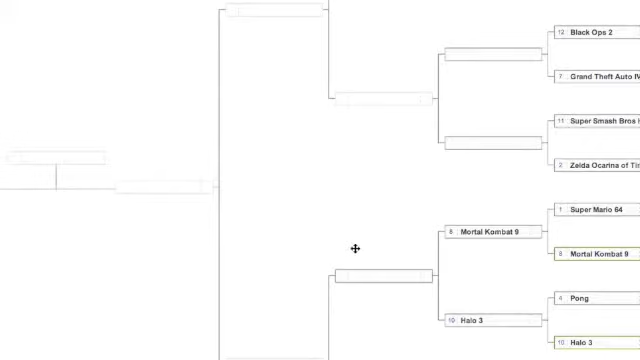 12 Black Ops 2
7 Grand Theft Auto IV
11 Super Smash Bros
2 Zelda Ocarina of
1 Super Mario 64
8 Mortal Kombat 9
8 Mortal Kombat 9
4 Pong
10 Halo 3
10 Halo 3